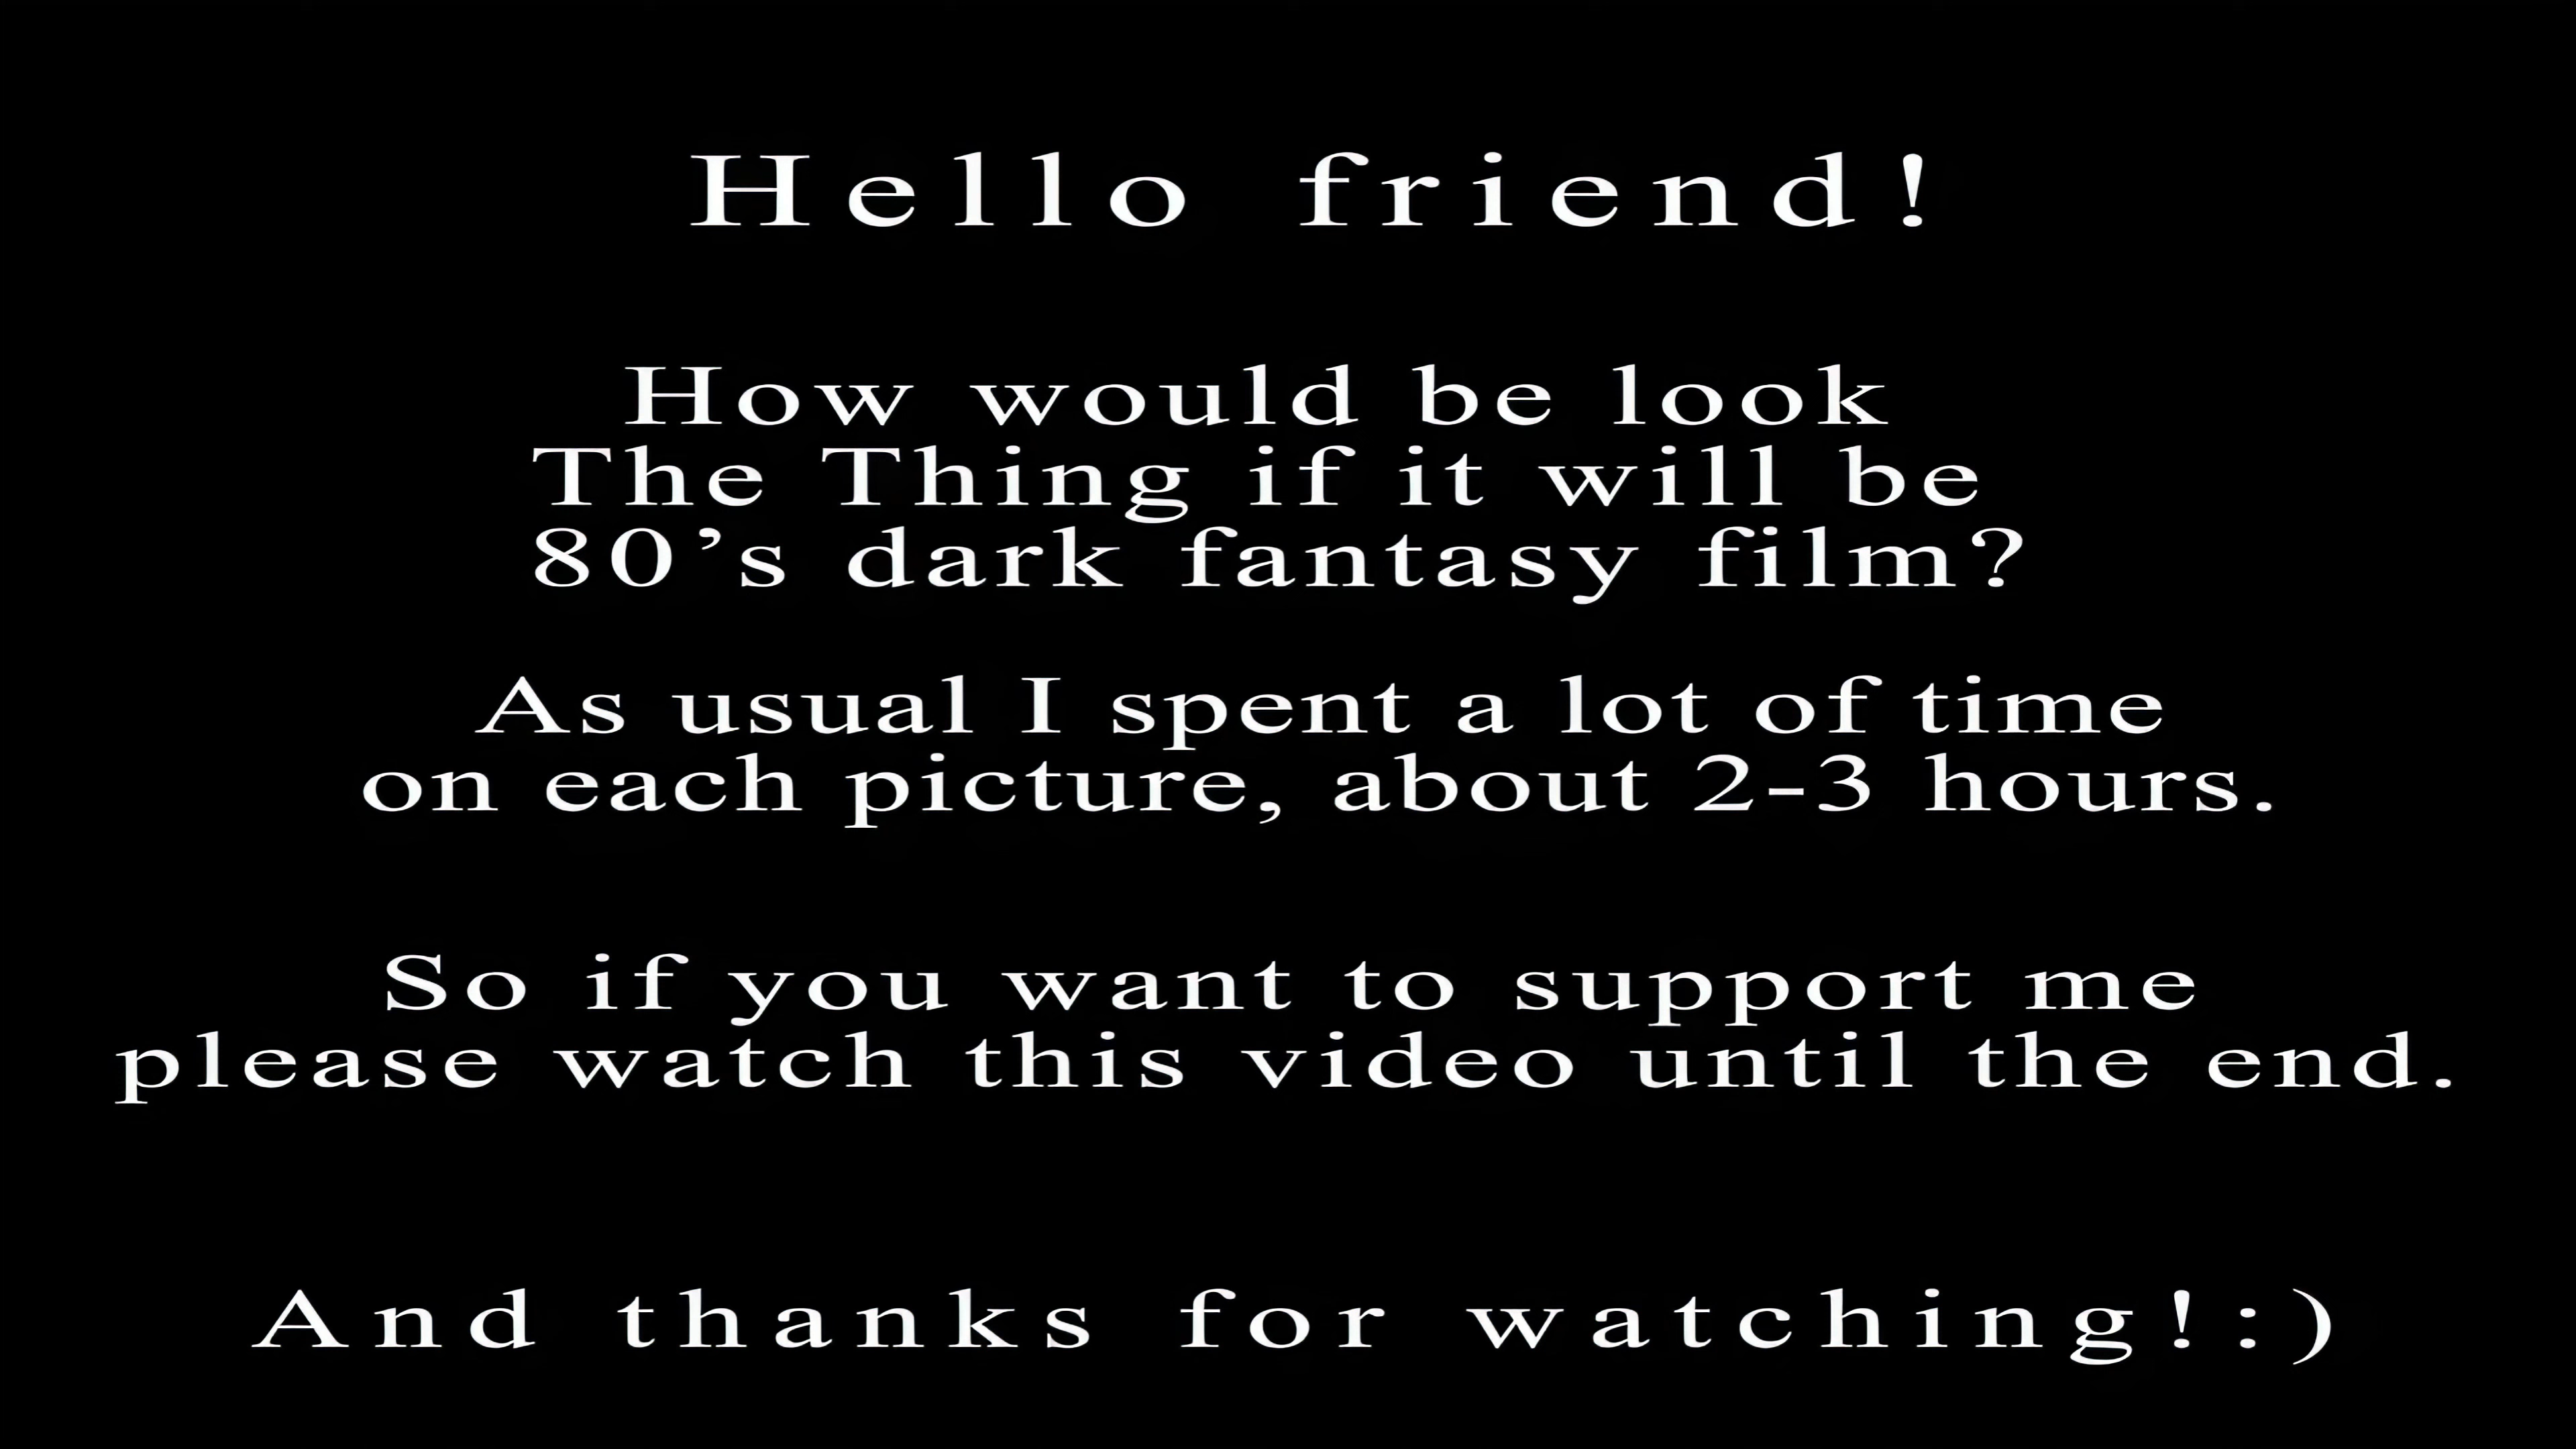 Hello friend!
How would be look
The Thing if it will be
80’s dark fantasy film?
As usual I spent a lot of time
on each picture, about 2-3 hours.
So if you want to support me
please watch this video until the end.
And thanks for watching!:)